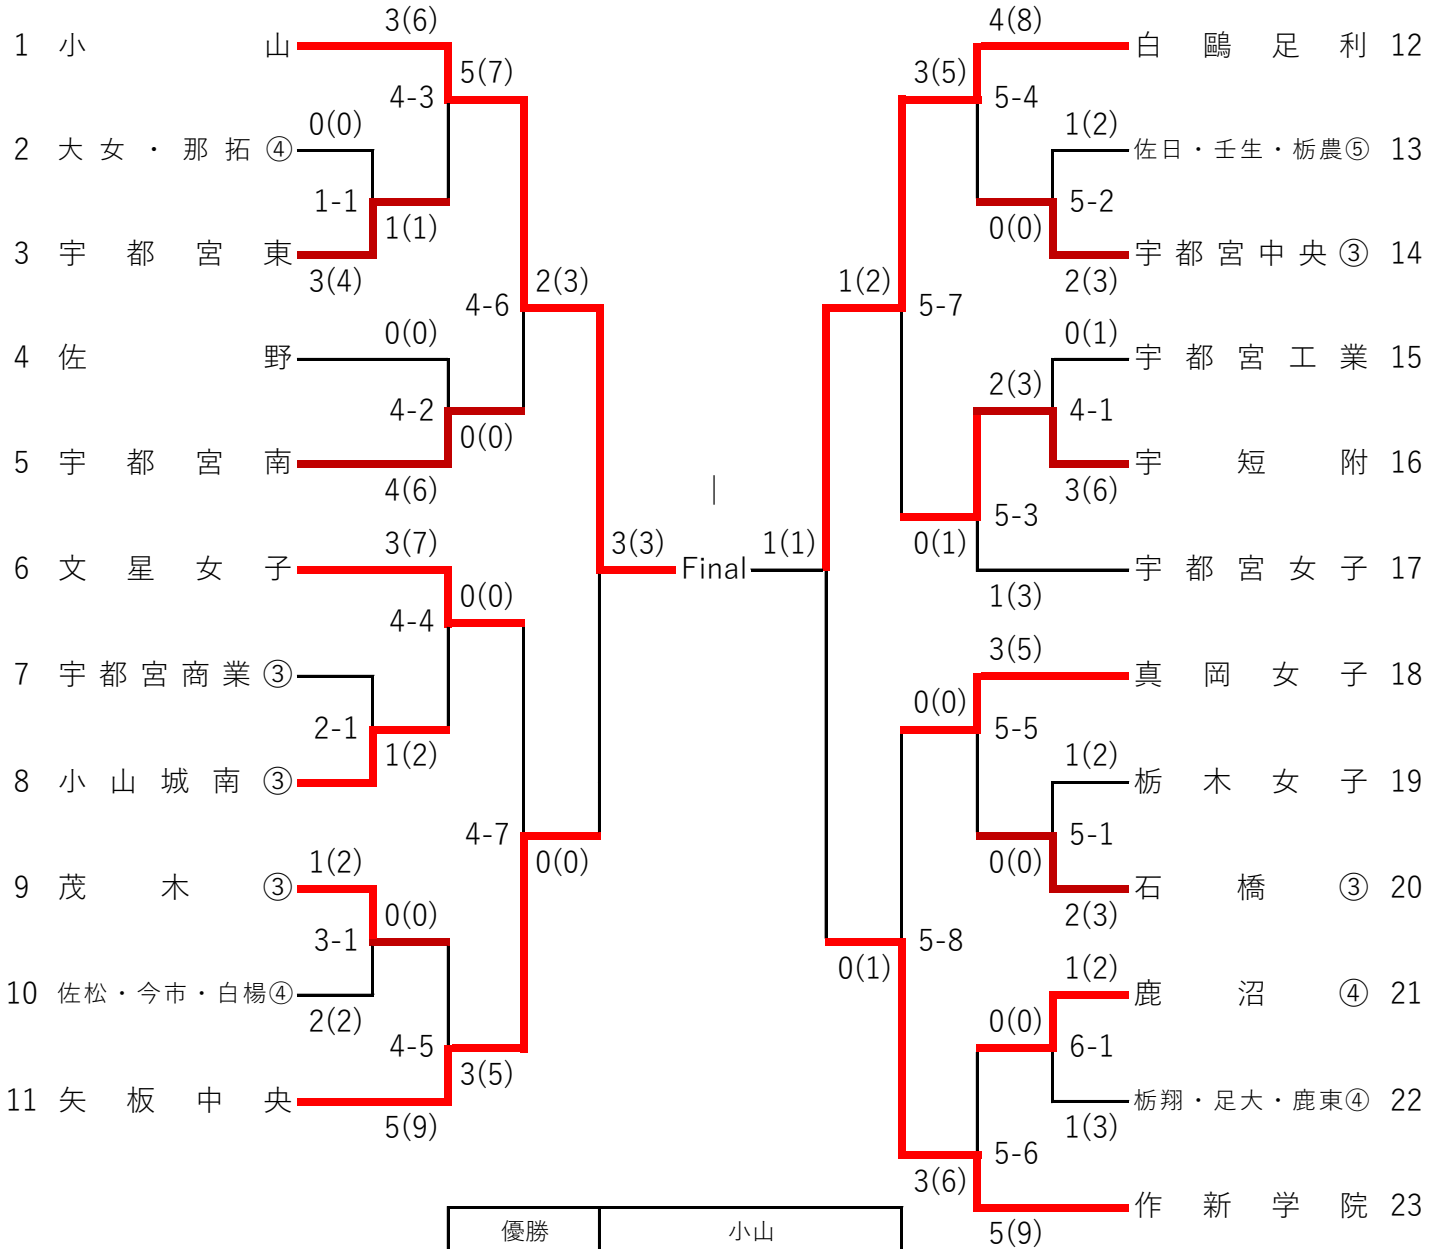 3(6)
1 小 山
5(7)
4-3
0(0)
2 大女・那拓④
1-1
1(1)
3 宇都宮東
3(4)
2(3)
4-6
0(0)
4 佐 野
4-2
0(0)
5 宇都宮南
4(6)
3(7)
6 文星女子
0(0)
4-4
7 宇都宮商業③
2-1
1(2)
8 小山城南③
4-7
0(0)
1(2)
9 茂木③
0(0)
3-1
10 佐松・今市・白楊④
2(2)
4-5
3(5)
11 矢板中央
5(9)
|
3(3) Final 1(1)
4(8)
白鷗足利 12
3(5)
5-4
1(2)
佐日・壬生・栃農⑤ 13
5-2
0(0)
宇都宮中央③ 14
2(3)
1(2)
5-7
0(1)
宇都宮工業 15
2(3)
4-1
宇短附 16
3(6)
5-3
0(1)
宇都宮女子 17
1(3)
3(5)
真岡女子 18
0(0)
5-5
1(2)
栃木女子 19
5-1
0(0)
石橋③ 20
2(3)
5-8
0(1)
1(2)
鹿沼④ 21
0(0)
6-1
栃翔・足大・鹿東④ 22
1(3)
5-6
3(6)
作新学院 23
5(9)
優勝 小山